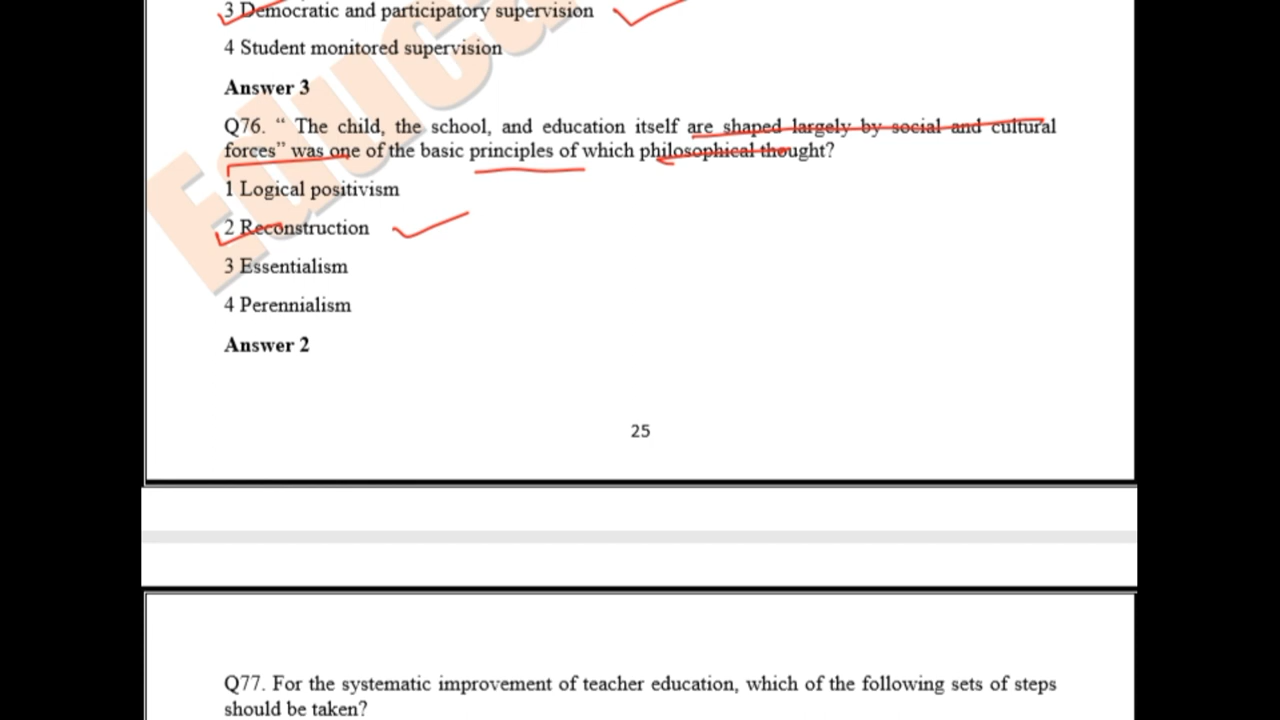 3 Democratic and participatory supervision
4 Student monitored supervision
Answer 3
Q76. “ The child, the school, and education itself are shaped largely by social and cultural
forces” was one of the basic principles of which philosophical thought?
1 Logical positivism
2 Reconstruction
3 Essentialism
4 Perennialism
Answer 2
25
Q77. For the systematic improvement of teacher education, which of the following sets of steps
should be taken?